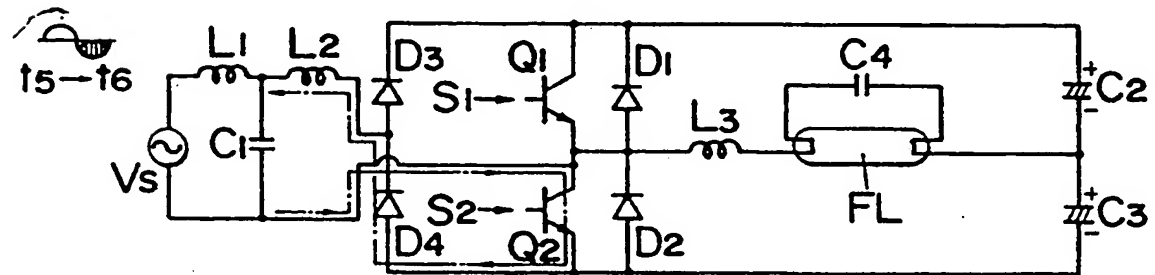 t5→t6
L1
L2
D3
Q1
D1
C4
C2
S1
L3
C1
Vs
FL
S2
D4
Q2
D2
C3
+
-
+
-